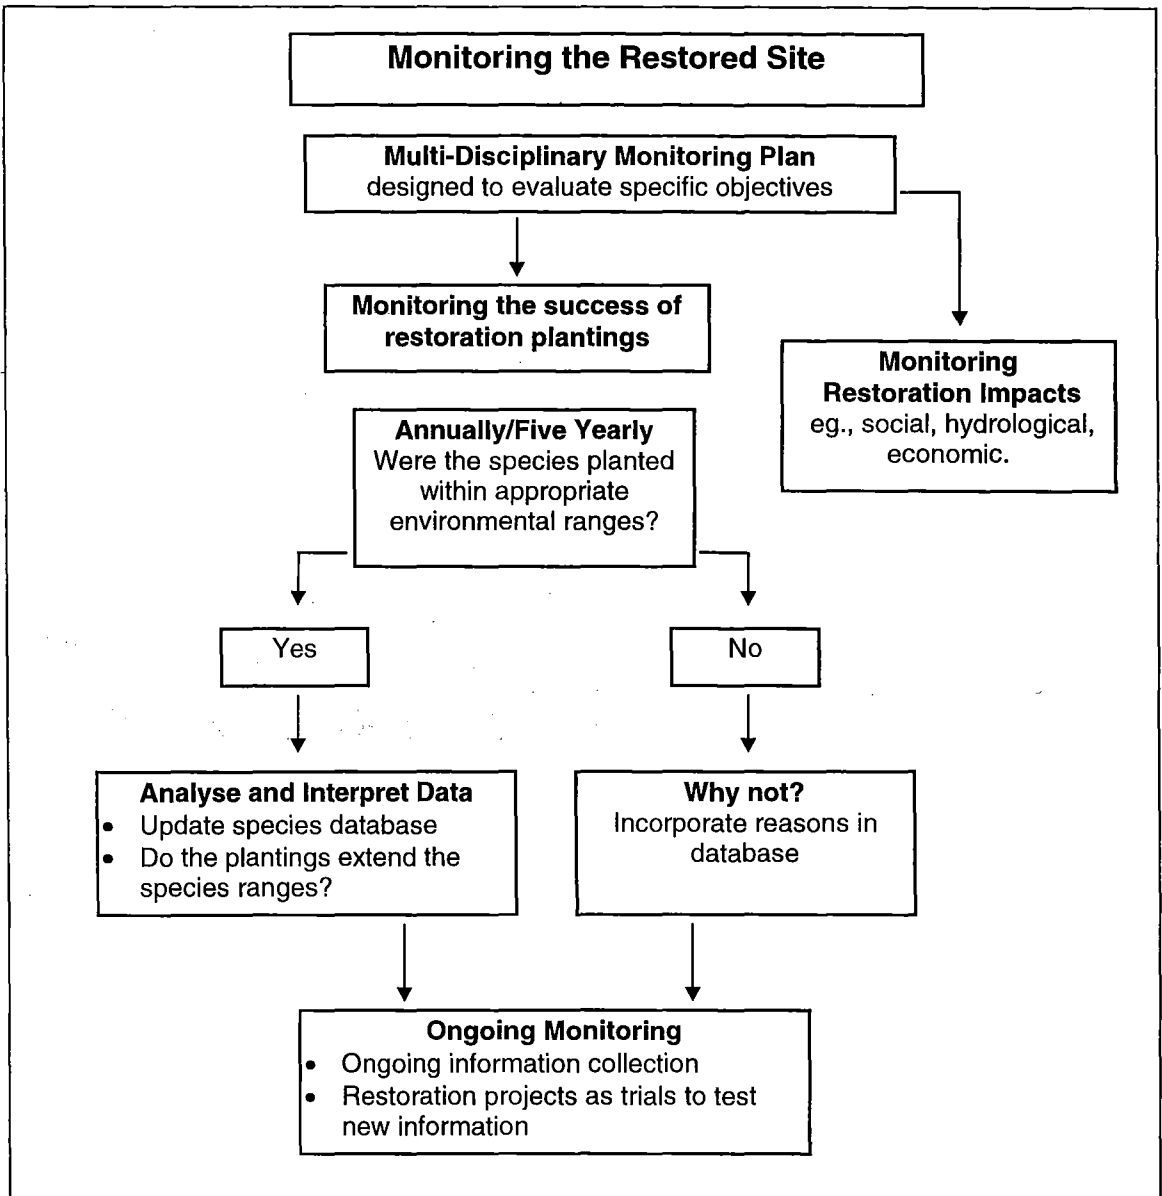 Monitoring the Restored Site
Multi-Disciplinary Monitoring Plan
designed to evaluate specific objectives
Monitoring the success of
restoration plantings
Monitoring
Restoration Impacts
eg., social, hydrological,
economic.
Annually/Five Yearly
Were the species planted
within appropriate
environmental ranges?
Yes
No
Analyse and Interpret Data
• Update species database
• Do the plantings extend the
species ranges?
Why not?
Incorporate reasons in
database
Ongoing Monitoring
• Ongoing information collection
• Restoration projects as trials to test
new information